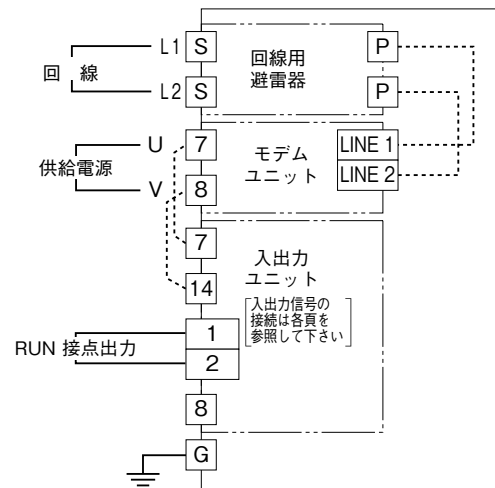 L1 S 回線用 P
回線 避雷器
L2 S P
U 7 モデム LINE 1
供給電源 ユニット LINE 2
V 8
7
入出力
ユニット
14
入出力信号の
接続は各頁を
参照して下さい
1
RUN 接点出力
2
8
G